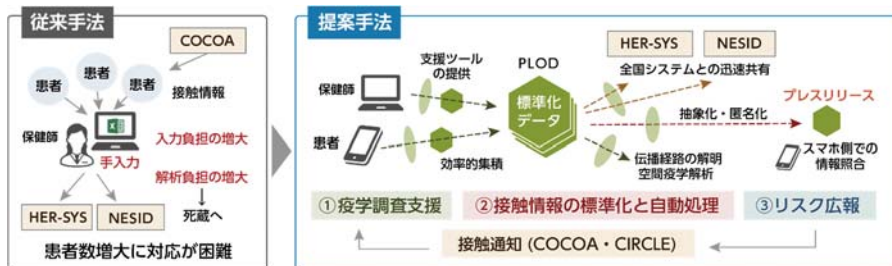 従来手法
COCOA
患者
患者
患者
接触情報
保健師
手入力
入力負担の増大
解析負担の増大
死蔵へ
HER-SYS
NESID
患者数増大に対応が困難
提案手法
支援ツール
の提供
保健師
患者
効率的集積
PLOD
標準化
データ
HER-SYS
NESID
全国システムとの迅速共有
抽象化・匿名化
プレスリリース
伝播経路の解明
空間疫学解析
スマホ側での
情報照合
①疫学調査支援
②接触情報の標準化と自動処理
③リスク広報
接触通知 (COCOA・CIRCLE)